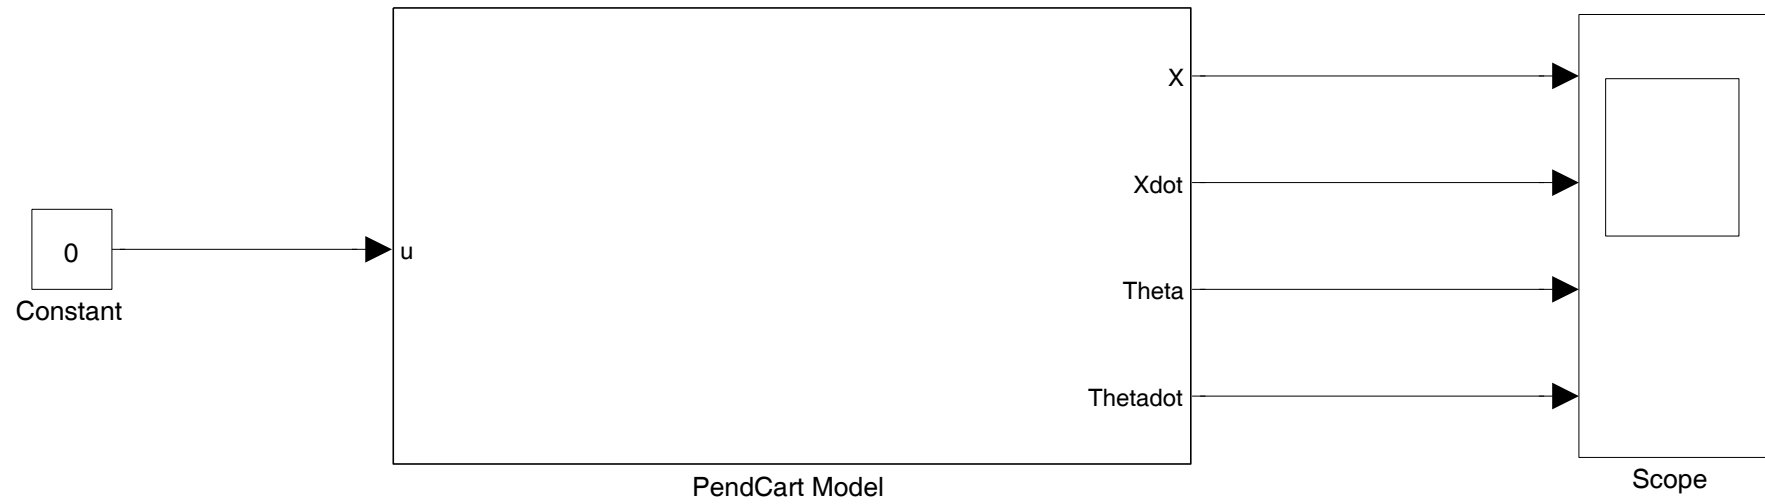 0
Constant
u
X
Xdot
Theta
Thetadot
PendCart Model
Scope